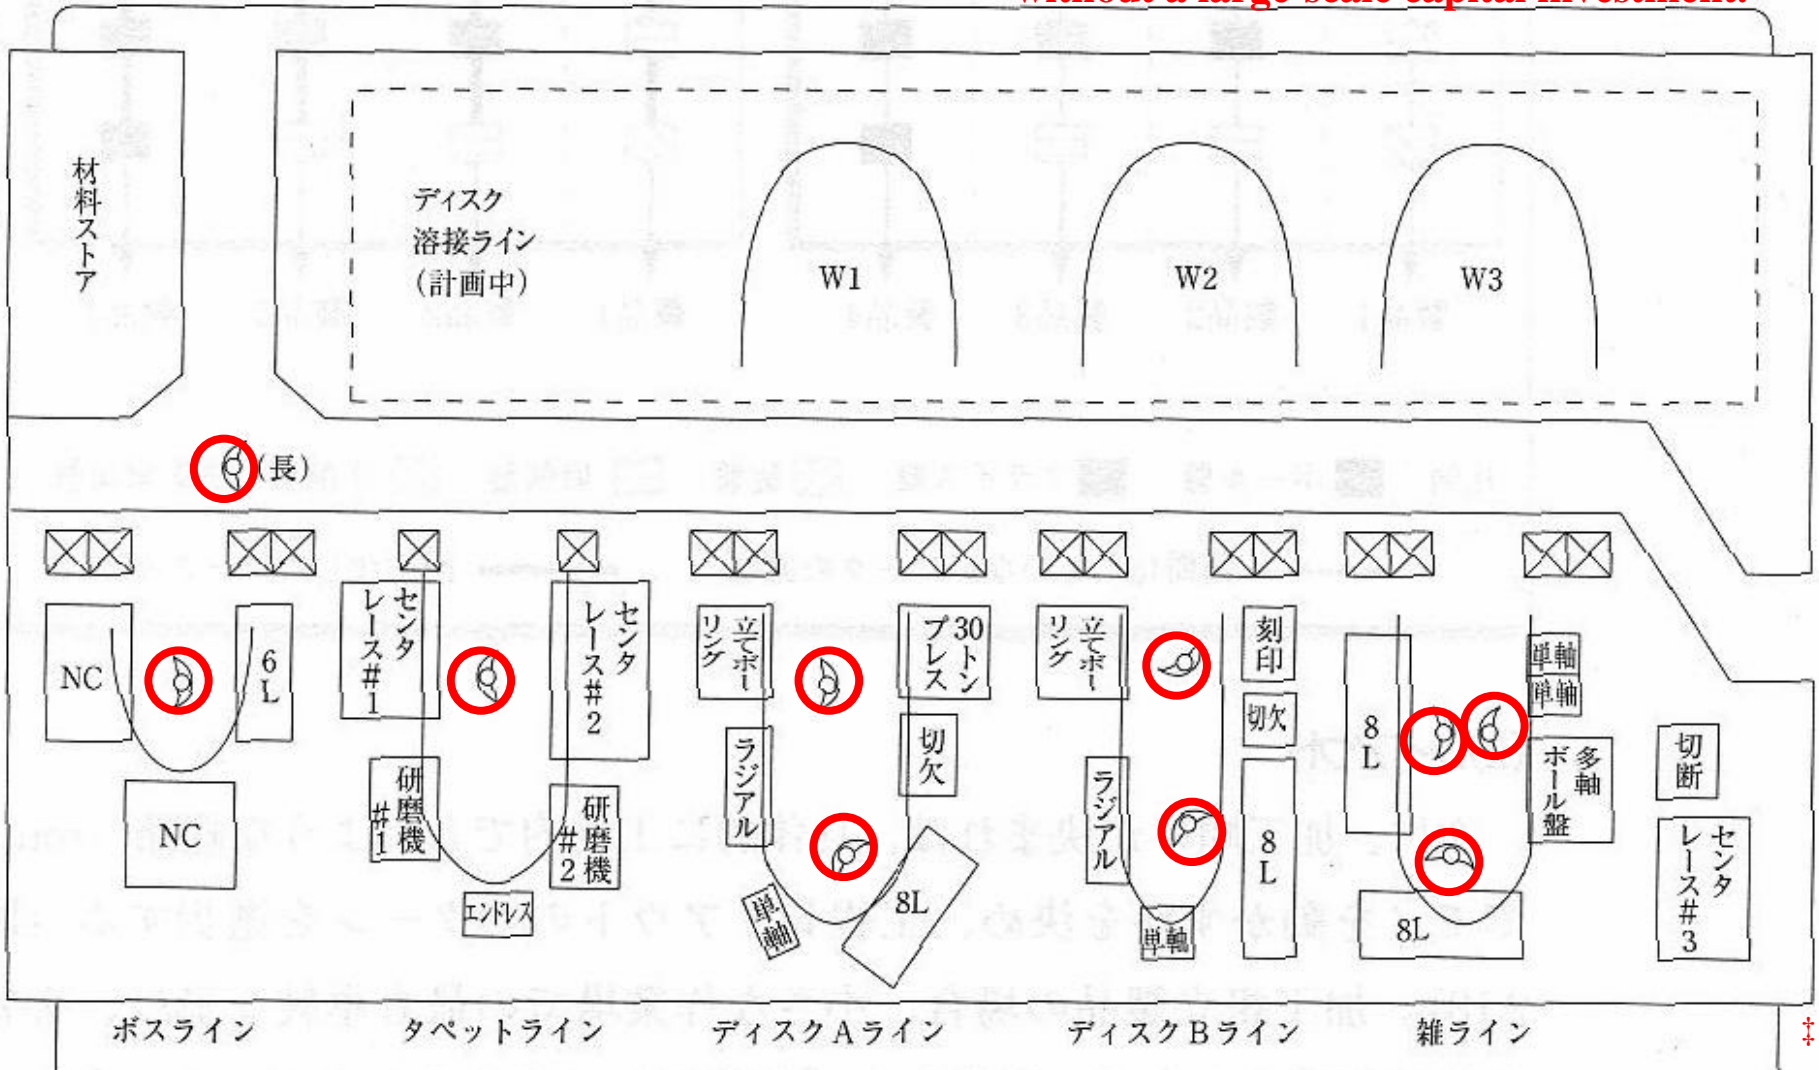 without a large-scale capital investment.
材料ストア
ディスク
溶接ライン
(計画中)
W1
W2
W3
(長)
NC
6L
NC
センタ
レース#1
センタ
レース#2
研磨機
#1
研磨機
#2
エンドレス
立てボー
リング
30トン
プレス
ラジアル
切欠
単軸
8L
立てボー
リング
刻印
切欠
ラジアル
8L
単軸
8L
単軸
単軸
多軸
ボール盤
8L
切断
センタ
レース#3
ボスライン
タペットライン
ディスクAライン
ディスクBライン
雑ライン
‡